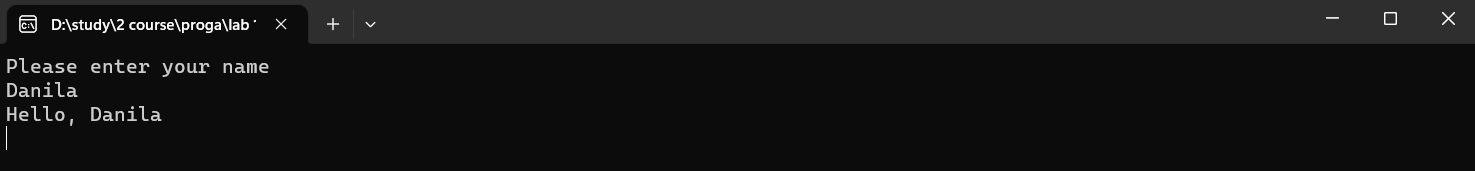 D:\study\2 course\proga\lab
Please enter your name
Danila
Hello, Danila